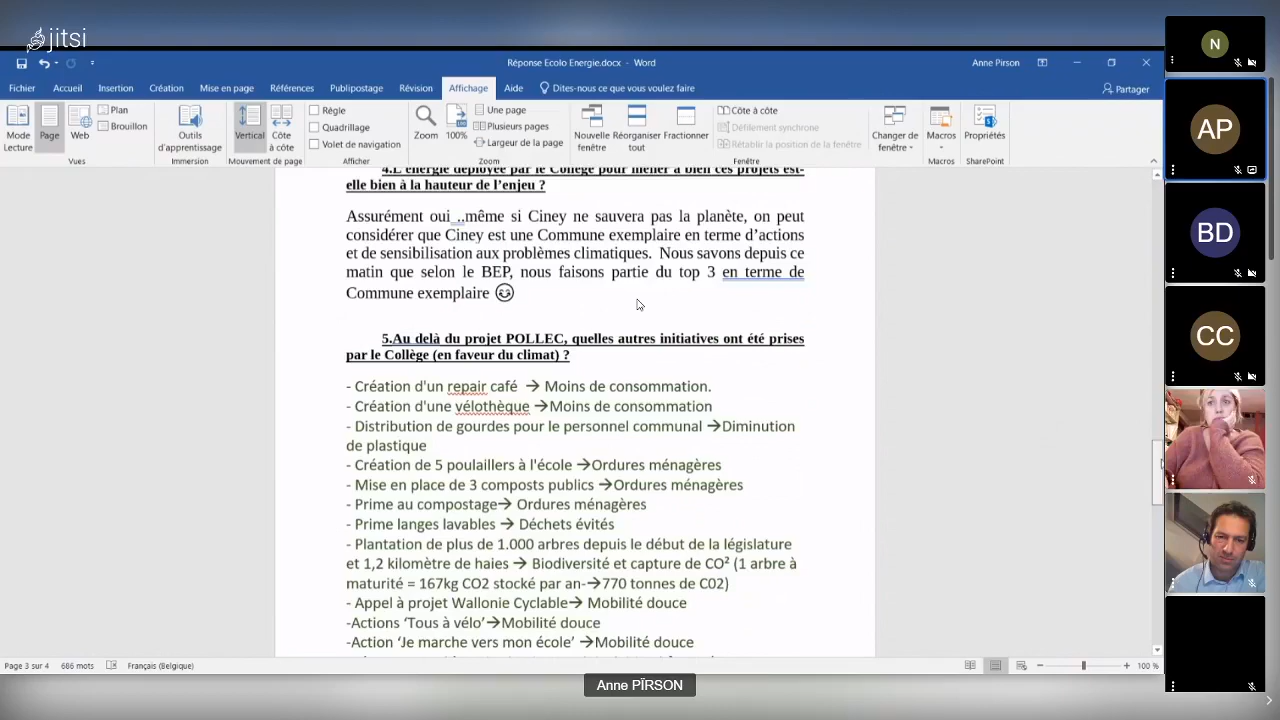 jitsi
Réponse Ecolo Energie.docx - Word
Anne Pirson
Fichier Accueil Insertion Création Mise en page Références Publipostage Révision Affichage Aide Dites-nous ce que vous voulez faire Partager
Mode Lecture
Page
Web
Plan
Brouillon
Vues
Outils d'apprentissage
Immersion
Vertical
Côte à côte
Mouvement de page
Règle
Quadrillage
Volet de navigation
Afficher
Zoom
100%
Une page
Plusieurs pages
Largeur de la page
Zoom
Nouvelle fenêtre
Réorganiser tout
Fractionner
Côte à côte
Défilement synchrone
Rétablir la position de la fenêtre
Fenêtre
Changer de fenêtre
Macros
Macros
Propriétés
SharePoint
4.L'énergie déployée par le Collège pour mener à bien ces projets est-
elle bien à la hauteur de l'enjeu ?
Assurément oui ..même si Ciney ne sauvera pas la planète, on peut
considérer que Ciney est une Commune exemplaire en terme d'actions
et de sensibilisation aux problèmes climatiques. Nous savons depuis ce
matin que selon le BEP, nous faisons partie du top 3 en terme de
Commune exemplaire
5.Au delà du projet POLLEC, quelles autres initiatives ont été prises
par le Collège (en faveur du climat) ?
- Création d'un repair café → Moins de consommation.
- Création d'une vélothèque →Moins de consommation
- Distribution de gourdes pour le personnel communal →Diminution
de plastique
- Création de 5 poulaillers à l'école →Ordures ménagères
- Mise en place de 3 composts publics →Ordures ménagères
- Prime au compostage→ Ordures ménagères
- Prime langes lavables → Déchets évités
- Plantation de plus de 1.000 arbres depuis le début de la législature
et 1,2 kilomètre de haies → Biodiversité et capture de CO² (1 arbre à
maturité = 167kg CO2 stocké par an-→770 tonnes de C02)
- Appel à projet Wallonie Cyclable→ Mobilité douce
-Actions 'Tous à vélo'→Mobilité douce
-Action 'Je marche vers mon école' →Mobilité douce
Page 3 sur 4 686 mots Français (Belgique) 100 %
Anne PÏRSON
N
AP
BD
CC